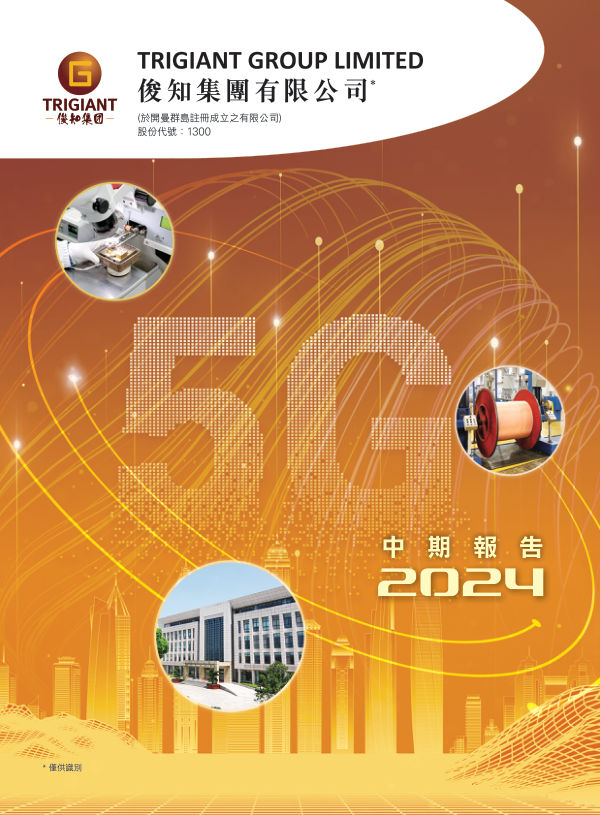 TRIGIANT GROUP LIMITED
俊知集團有限公司*
(於開曼群島註冊成立之有限公司)
股份代號：1300
G
TRIGIANT
俊知集团
5G
中期報告
2024
* 僅供識別